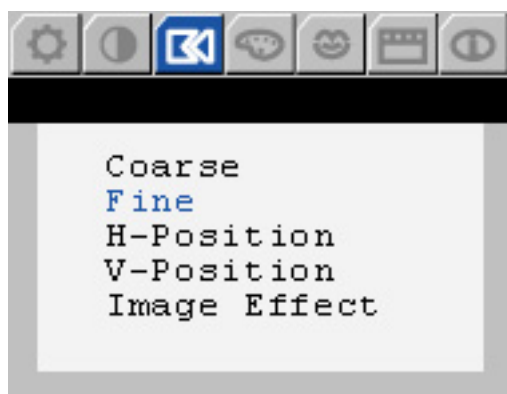 Coarse
Fine
H-Position
V-Position
Image Effect